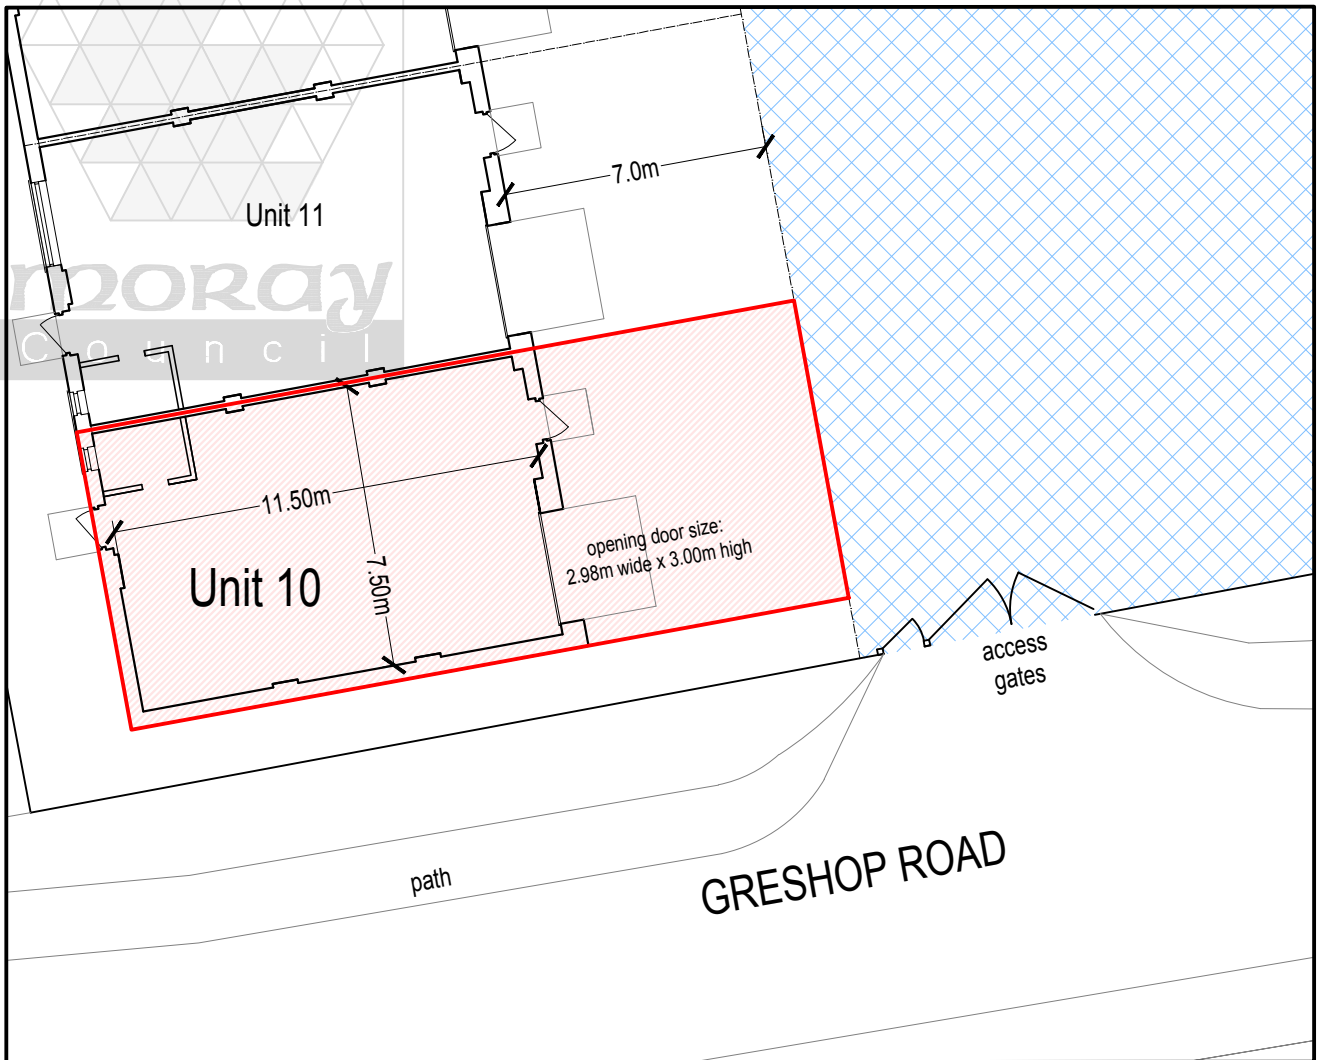 7.0m
Unit 11
moray
Council
11.50m
7.50m
opening door size:
2.98m wide x 3.00m high
Unit 10
access
gates
GRESHOP ROAD
path